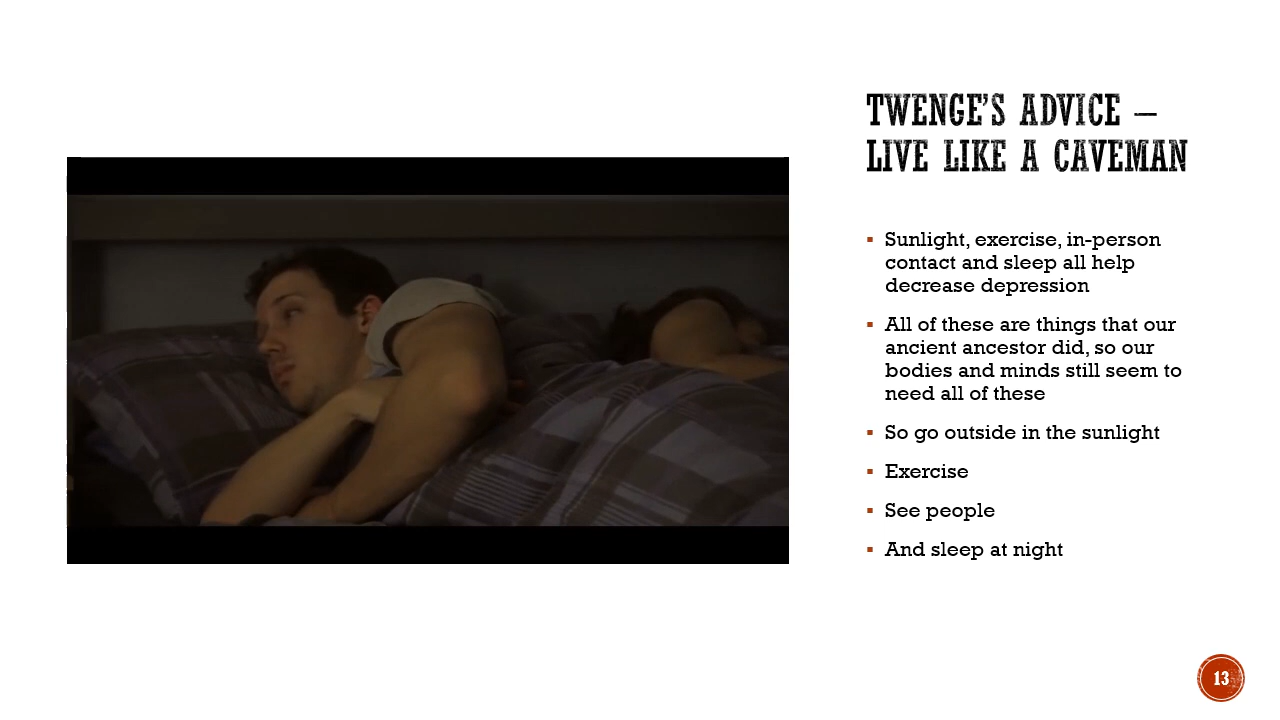 TWENGE'S ADVICE –
LIVE LIKE A CAVEMAN
▪ Sunlight, exercise, in-person
contact and sleep all help
decrease depression
▪ All of these are things that our
ancient ancestor did, so our
bodies and minds still seem to
need all of these
▪ So go outside in the sunlight
▪ Exercise
▪ See people
▪ And sleep at night
13